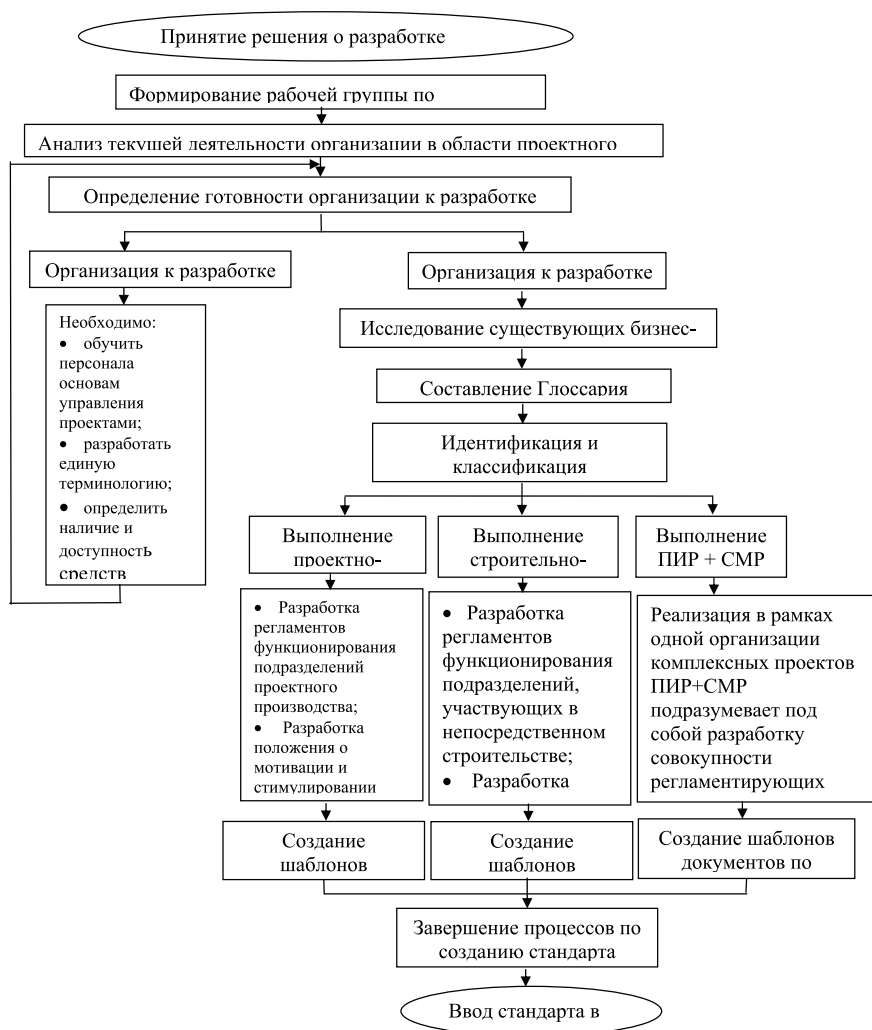 Принятие решения о разработке
Формирование рабочей группы по
Анализ текущей деятельности организации в области проектного
Определение готовности организации к разработке
Организация к разработке
Организация к разработке
Необходимо:
• обучить
персонала
основам
управления
проектами;
• разработать
единую
терминологию;
• определить
наличие и
доступность
средств
Исследование существующих бизнес-
Составление Глоссария
Идентификация и
классификация
Выполнение
проектно-
Выполнение
строительно-
Выполнение
ПИР + СМР
• Разработка
регламентов
функционирования
подразделений
проектного
производства;
• Разработка
положения о
мотивации и
стимулировании
• Разработка
регламентов
функционирования
подразделений,
участвующих в
непосредственном
строительстве;
• Разработка
Реализация в рамках
одной организации
комплексных проектов
ПИР+СМР
подразумевает под
собой разработку
совокупности
регламентирующих
Создание
шаблонов
Создание
шаблонов
Создание шаблонов
документов по
Завершение процессов по
созданию стандарта
Ввод стандарта в